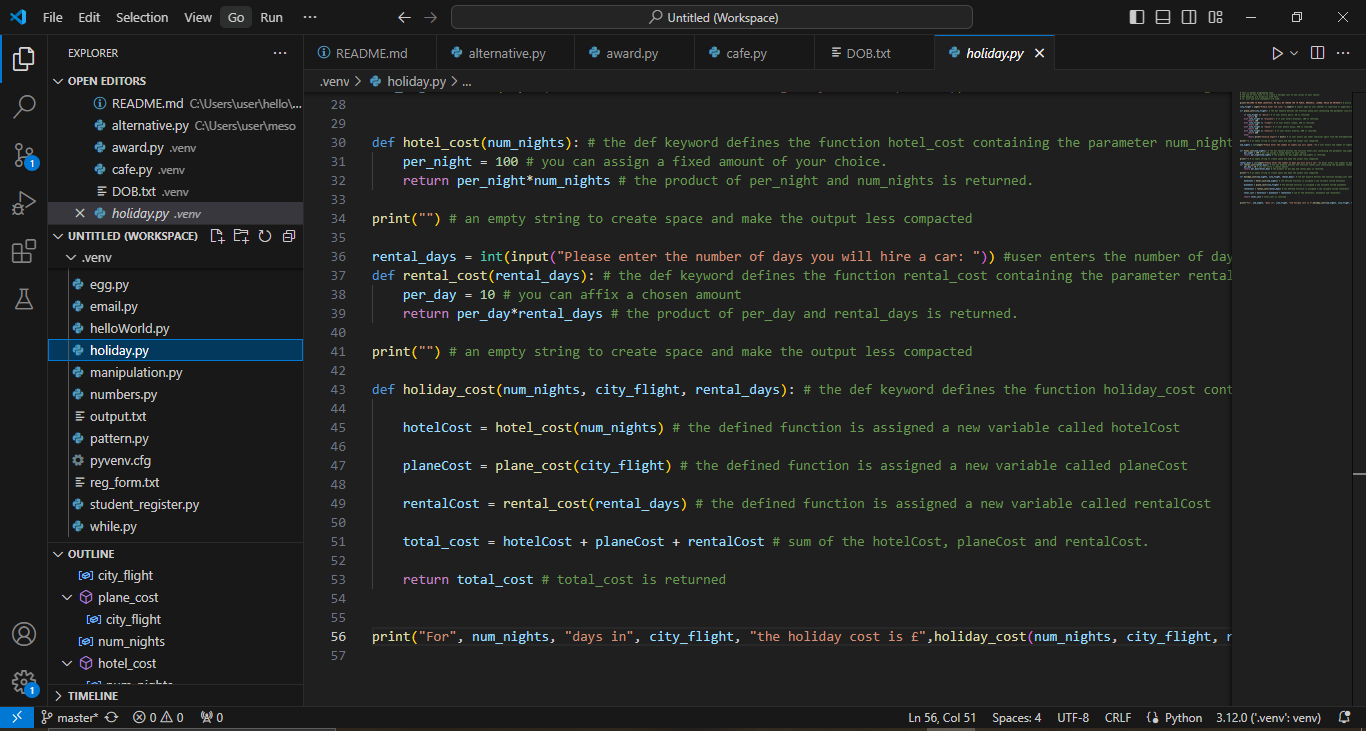 File Edit Selection View Go Run ··· Untitled (Workspace)
EXPLORER
OPEN EDITORS
README.md C:\Users\user\hello\...
alternative.py C:\Users\user\meso
award.py .venv
cafe.py .venv
DOB.txt .venv
holiday.py .venv
UNTITLED (WORKSPACE)
.venv
egg.py
email.py
helloWorld.py
holiday.py
manipulation.py
numbers.py
output.txt
pattern.py
pyvenv.cfg
reg_form.txt
student_register.py
while.py
OUTLINE
city_flight
plane_cost
city_flight
num_nights
hotel_cost
TIMELINE
README.md alternative.py award.py cafe.py DOB.txt holiday.py
.venv > holiday.py > ...
28
29
30 def hotel_cost(num_nights): # the def keyword defines the function hotel_cost containing the parameter num_night
31 per_night = 100 # you can assign a fixed amount of your choice.
32 return per_night*num_nights # the product of per_night and num_nights is returned.
33
34 print("") # an empty string to create space and make the output less compacted
35
36 rental_days = int(input("Please enter the number of days you will hire a car: ")) #user enters the number of day
37 def rental_cost(rental_days): # the def keyword defines the function rental_cost containing the parameter rental
38 per_day = 10 # you can affix a chosen amount
39 return per_day*rental_days # the product of per_day and rental_days is returned.
40
41 print("") # an empty string to create space and make the output less compacted
42
43 def holiday_cost(num_nights, city_flight, rental_days): # the def keyword defines the function holiday_cost cont
44
45 hotelCost = hotel_cost(num_nights) # the defined function is assigned a new variable called hotelCost
46
47 planeCost = plane_cost(city_flight) # the defined function is assigned a new variable called planeCost
48
49 rentalCost = rental_cost(rental_days) # the defined function is assigned a new variable called rentalCost
50
51 total_cost = hotelCost + planeCost + rentalCost # sum of the hotelCost, planeCost and rentalCost.
52
53 return total_cost # total_cost is returned
54
55
56 print("For", num_nights, "days in", city_flight, "the holiday cost is £",holiday_cost(num_nights, city_flight, r
57
1
1
master* 0 0 0 Ln 56, Col 51 Spaces: 4 UTF-8 CRLF Python 3.12.0 ('.venv': venv)